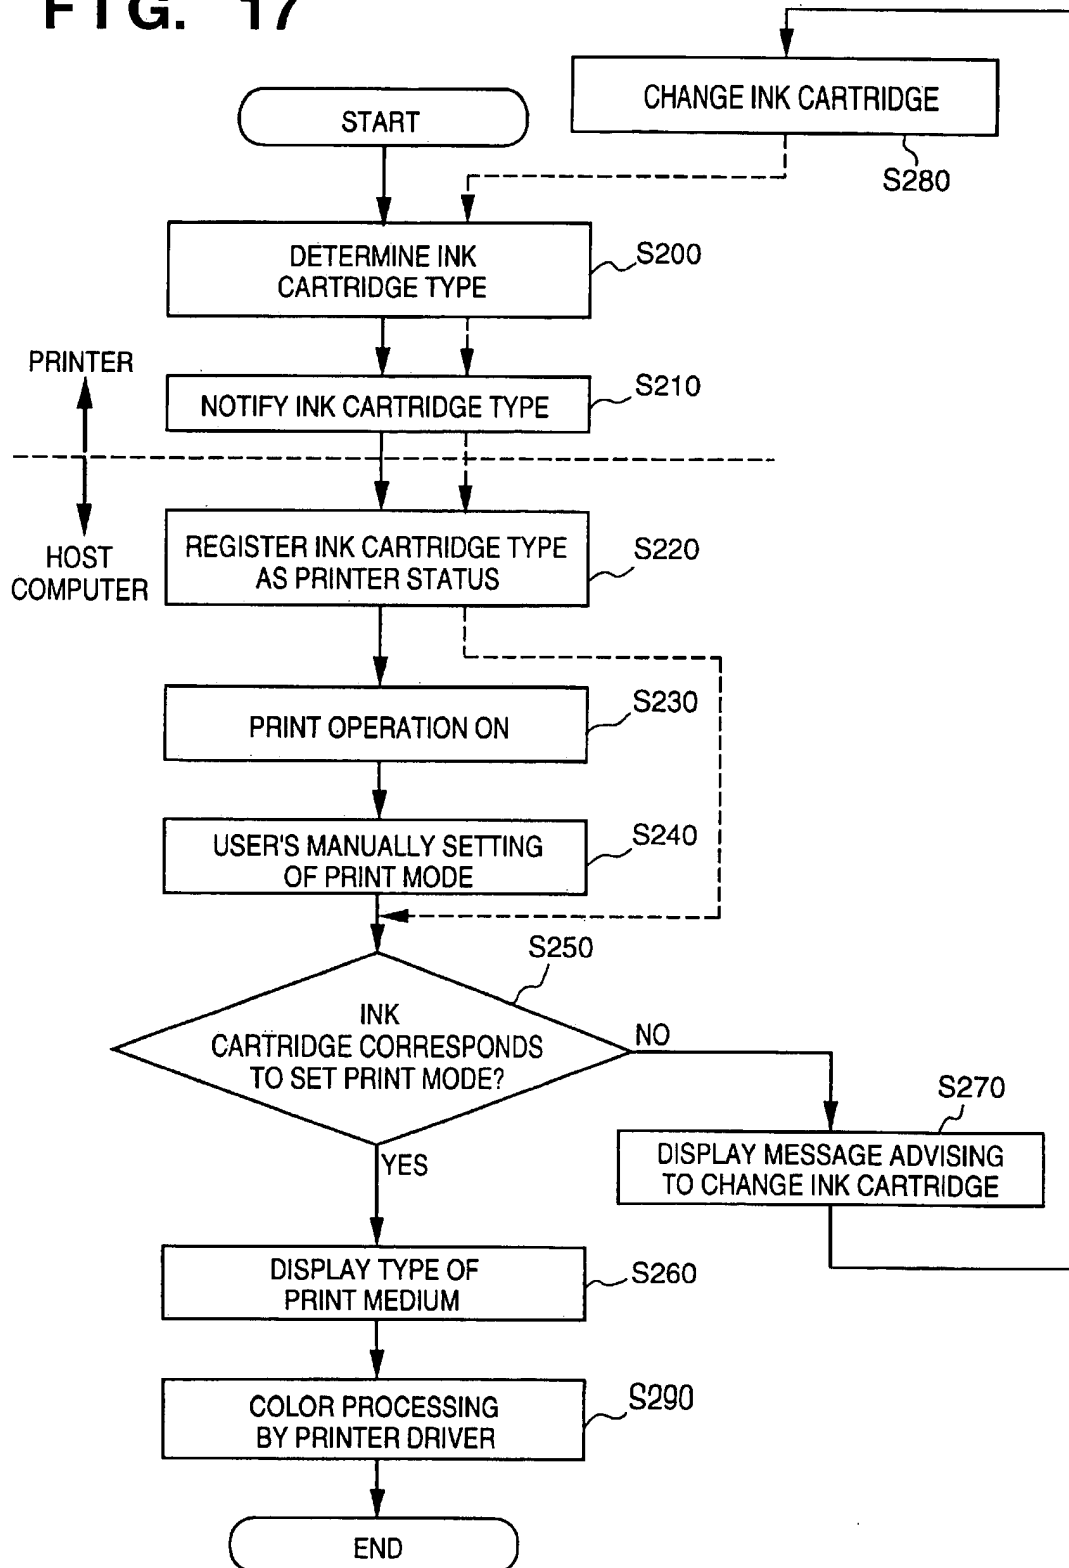 FIG. 17
CHANGE INK CARTRIDGE
S280
START
DETERMINE INK
CARTRIDGE TYPE
S200
PRINTER
NOTIFY INK CARTRIDGE TYPE
S210
HOST
COMPUTER
REGISTER INK CARTRIDGE TYPE
AS PRINTER STATUS
S220
PRINT OPERATION ON
S230
USER'S MANUALLY SETTING
OF PRINT MODE
S240
S250
INK
CARTRIDGE CORRESPONDS
TO SET PRINT MODE?
NO
YES
S270
DISPLAY MESSAGE ADVISING
TO CHANGE INK CARTRIDGE
DISPLAY TYPE OF
PRINT MEDIUM
S260
COLOR PROCESSING
BY PRINTER DRIVER
S290
END